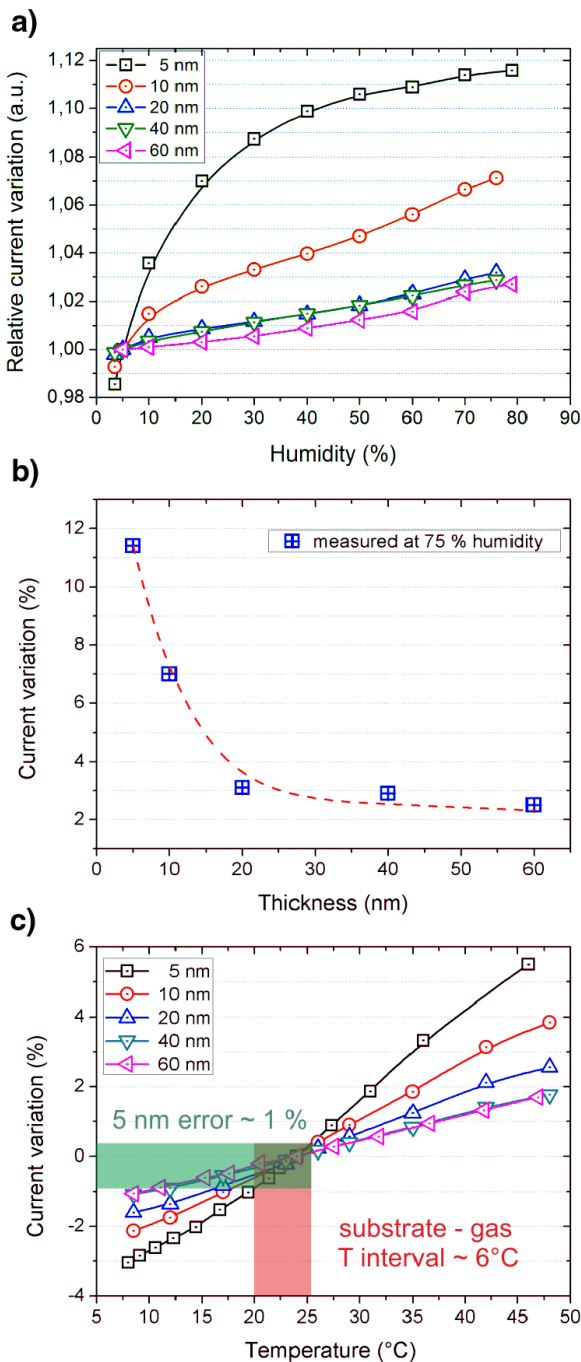 a)
1,12
1,10
1,08
1,06
1,04
1,02
1,00
0,98
Relative current variation (a.u.)
5 nm
10 nm
20 nm
40 nm
60 nm
0 10 20 30 40 50 60 70 80 90
Humidity (%)
b)
12
10
8
6
4
2
Current variation (%)
measured at 75 % humidity
0 10 20 30 40 50 60
Thickness (nm)
c)
6
4
2
0
-2
-4
Current variation (%)
5 nm
10 nm
20 nm
40 nm
60 nm
5 nm error ~ 1 %
substrate - gas
T interval ~ 6°C
5 10 15 20 25 30 35 40 45 50
Temperature (°C)